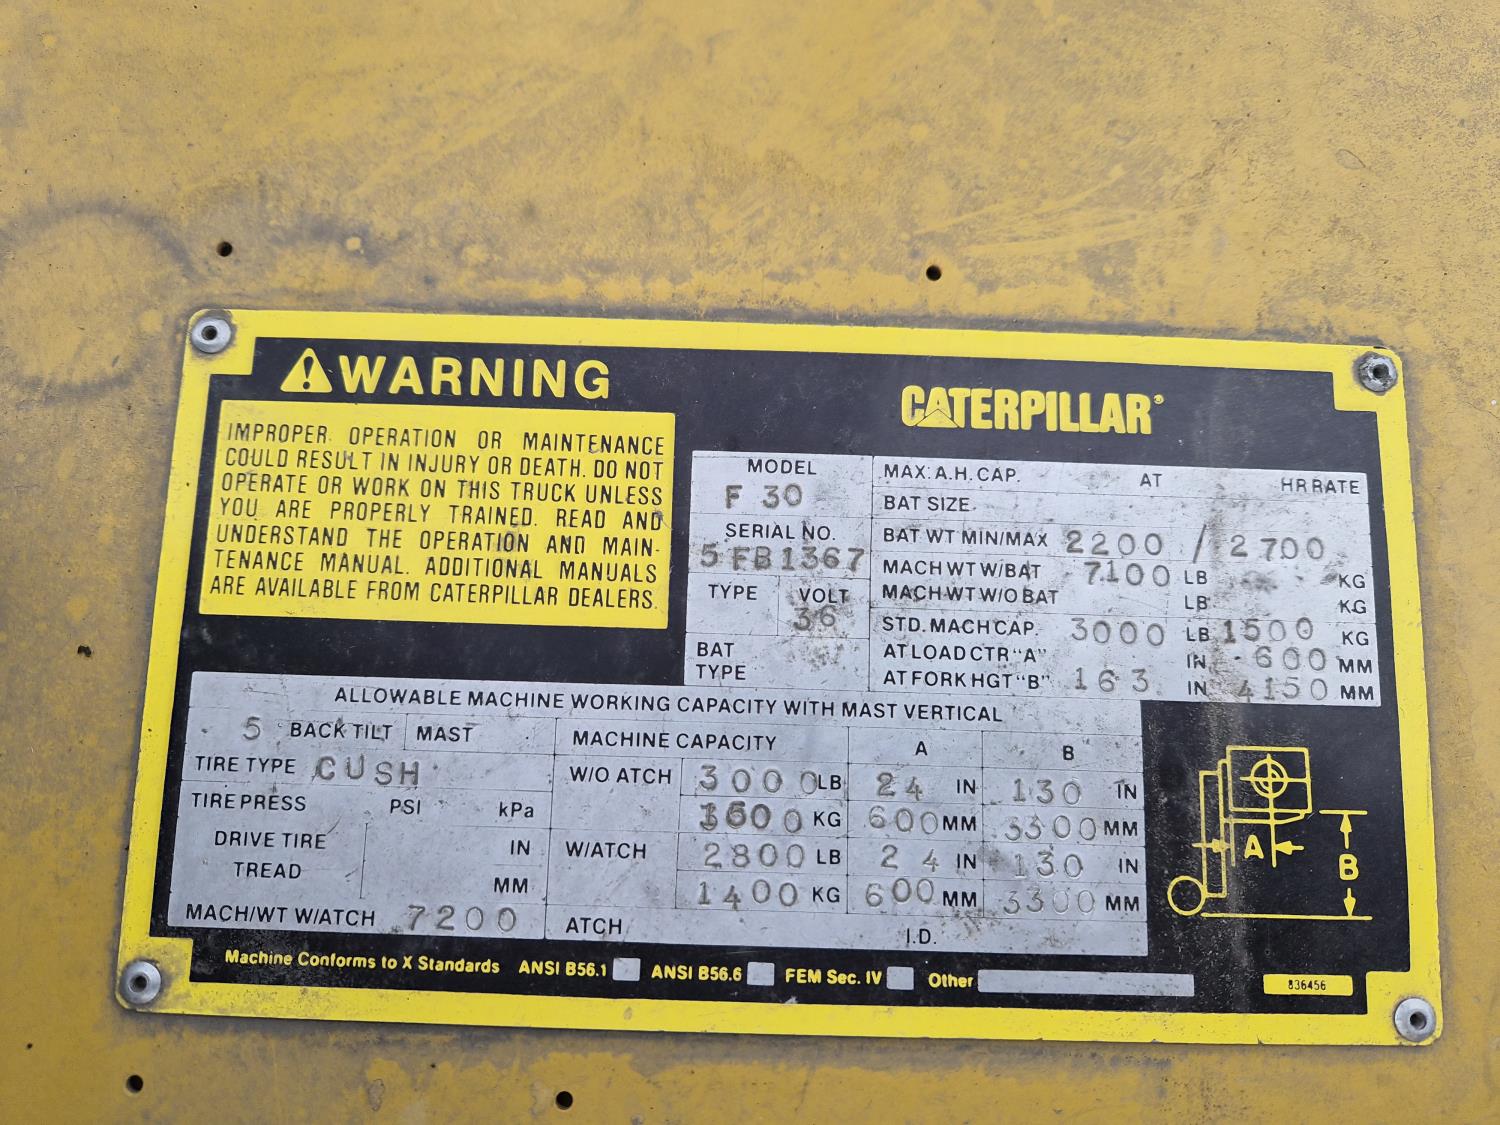 WARNING
IMPROPER OPERATION OR MAINTENANCE
COULD RESULT IN INJURY OR DEATH. DO NOT
OPERATE OR WORK ON THIS TRUCK UNLESS
YOU ARE PROPERLY TRAINED. READ AND
UNDERSTAND THE OPERATION AND MAIN-
TENANCE MANUAL. ADDITIONAL MANUALS
ARE AVAILABLE FROM CATERPILLAR DEALERS.
CATERPILLAR
MODEL
F 30
SERIAL NO.
5FB1367
TYPE VOLT
36
BAT
TYPE
MAX. A.H. CAP. AT HR RATE
BAT SIZE
BAT WT MIN/MAX 2200 / 2700
MACH WT W/BAT 7100 LB KG
MACH WT W/O BAT LB KG
STD. MACH CAP. 3000 LB 1500 KG
AT LOAD CTR "A" IN 600 MM
AT FORK HGT "B" 163 IN 4150 MM
ALLOWABLE MACHINE WORKING CAPACITY WITH MAST VERTICAL
5 ° BACK TILT MAST
TIRE TYPE CUSH
TIRE PRESS PSI kPa
DRIVE TIRE IN
TREAD MM
MACH/WT W/ATCH 7200
MACHINE CAPACITY A B
W/O ATCH 3000 LB 24 IN 130 IN
KG 600 MM 3300 MM
W/ATCH 2800 LB 24 IN 130 IN
1400 KG 600 MM 3300 MM
ATCH I.D.
A
B
Machine Conforms to X Standards ANSI B56.1 ANSI B56.6 FEM Sec. IV Other
836456